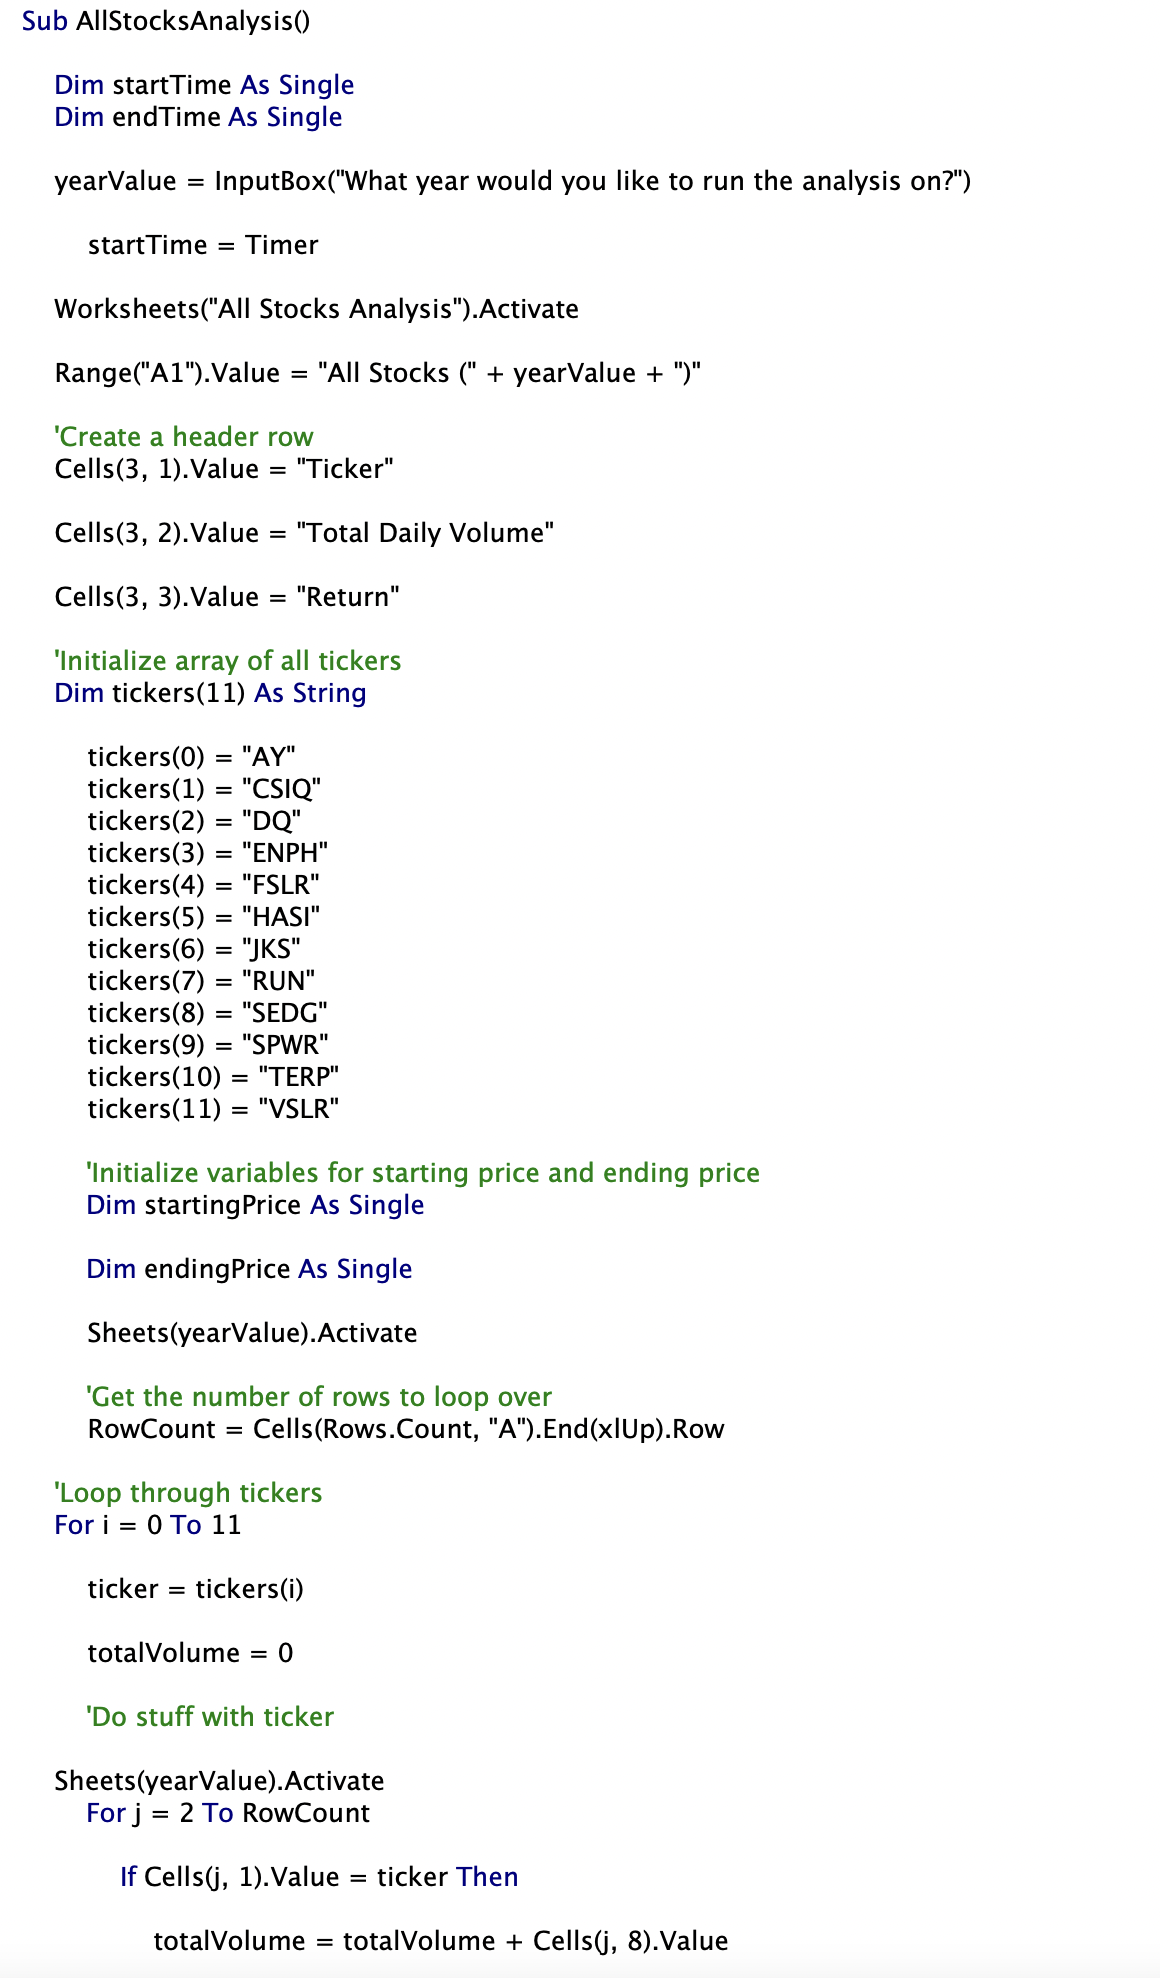 Sub AllStocksAnalysis()
Dim startTime As Single
Dim endTime As Single
yearValue = InputBox("What year would you like to run the analysis on?")
startTime = Timer
Worksheets("All Stocks Analysis").Activate
Range("A1").Value = "All Stocks (" + yearValue + ")"
'Create a header row
Cells(3, 1).Value = "Ticker"
Cells(3, 2).Value = "Total Daily Volume"
Cells(3, 3).Value = "Return"
'Initialize array of all tickers
Dim tickers(11) As String
tickers(0) = "AY"
tickers(1) = "CSIQ"
tickers(2) = "DQ"
tickers(3) = "ENPH"
tickers(4) = "FSLR"
tickers(5) = "HASI"
tickers(6) = "JKS"
tickers(7) = "RUN"
tickers(8) = "SEDG"
tickers(9) = "SPWR"
tickers(10) = "TERP"
tickers(11) = "VSLR"
'Initialize variables for starting price and ending price
Dim startingPrice As Single
Dim endingPrice As Single
Sheets(yearValue).Activate
'Get the number of rows to loop over
RowCount = Cells(Rows.Count, "A").End(xlUp).Row
'Loop through tickers
For i = 0 To 11
ticker = tickers(i)
totalVolume = 0
'Do stuff with ticker
Sheets(yearValue).Activate
For j = 2 To RowCount
If Cells(j, 1).Value = ticker Then
totalVolume = totalVolume + Cells(j, 8).Value